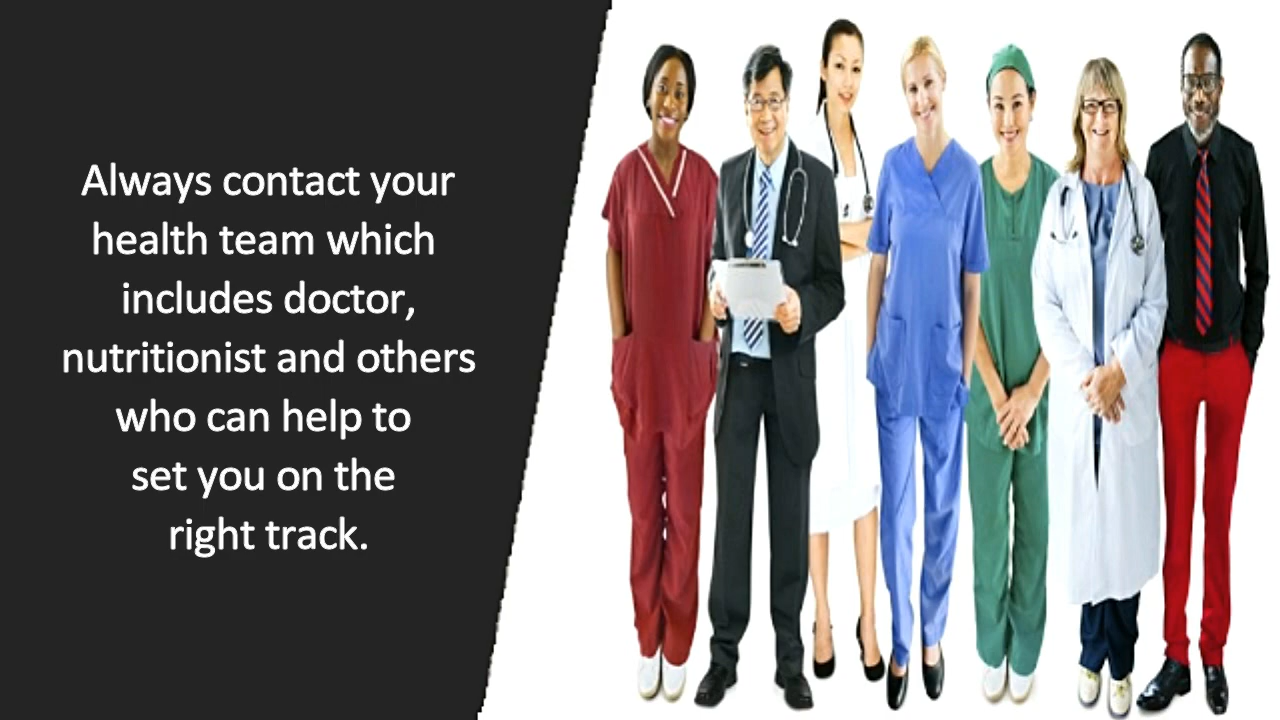 Always contact your
health team which
includes doctor,
nutritionist and others
who can help to
set you on the
right track.